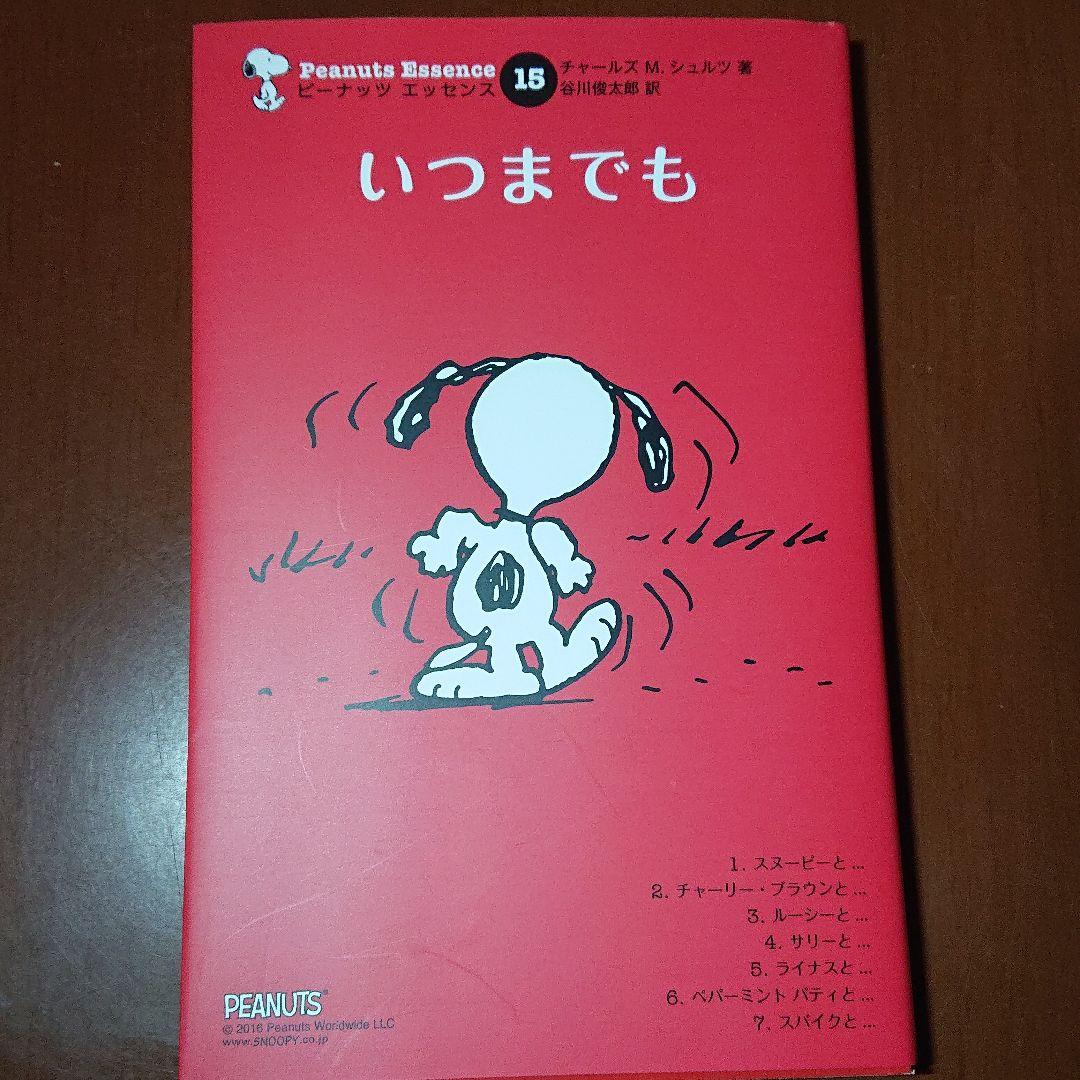 Peanuts Essence
ピーナッツ エッセンス
15
チャールズ M. シュルツ 著
谷川俊太郎 訳
いつまでも
1. スヌーピーと...
2. チャーリー・ブラウンと...
3. ルーシーと...
4. サリーと...
5. ライナスと...
6. ペパーミント パティと...
7. スパイクと...
PEANUTS®
© 2016 Peanuts Worldwide LLC
www.SNOOPY.co.jp